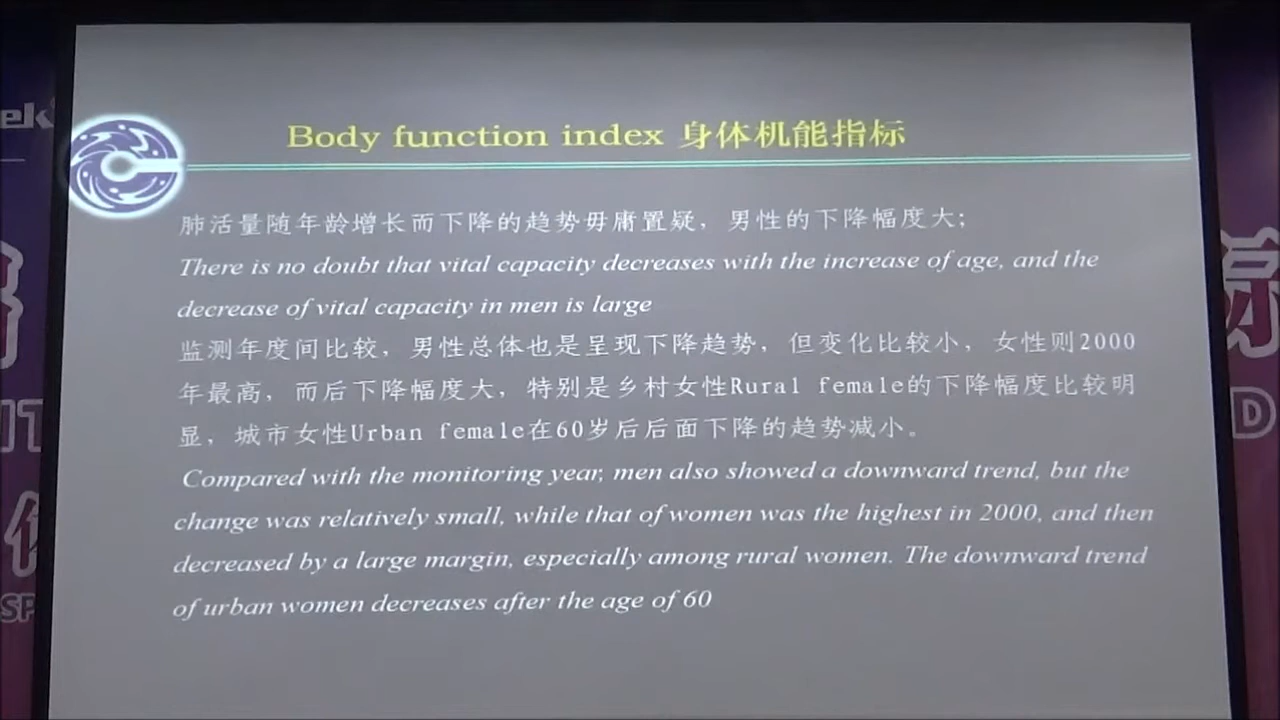 Body function index 身体机能指标
肺活量随年龄增长而下降的趋势毋庸置疑，男性的下降幅度大；
There is no doubt that vital capacity decreases with the increase of age, and the
decrease of vital capacity in men is large
监测年度间比较，男性总体也是呈现下降趋势，但变化比较小，女性则2000
年最高，而后下降幅度大，特别是乡村女性Rural female的下降幅度比较明
显，城市女性Urban female在60岁后后面下降的趋势减小。
Compared with the monitoring year, men also showed a downward trend, but the
change was relatively small, while that of women was the highest in 2000, and then
decreased by a large margin, especially among rural women. The downward trend
of urban women decreases after the age of 60
ek
IT
SP
标
D